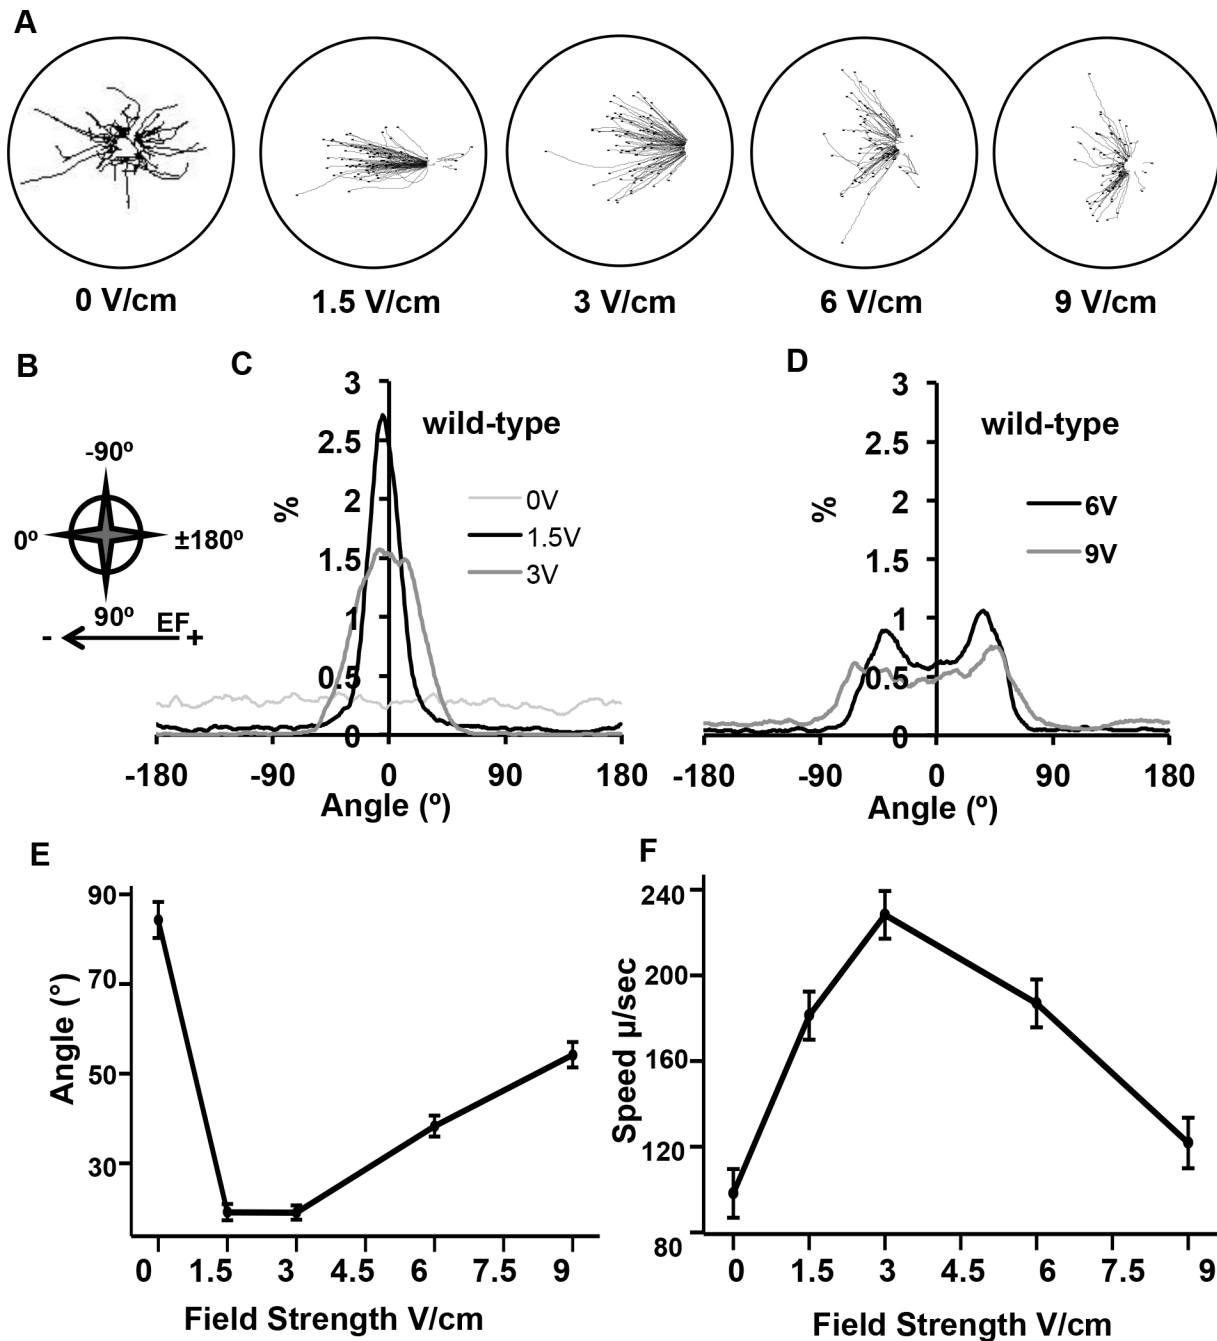 A
0 V/cm
1.5 V/cm
3 V/cm
6 V/cm
9 V/cm
B
-90º
0º
±180º
90º
EF
-
+
C
wild-type
3
2.5
2
1.5
1
0.5
0
%
0V
1.5V
3V
-180
-90
0
90
180
Angle (º)
D
wild-type
3
2.5
2
1.5
1
0.5
0
%
6V
9V
-180
-90
0
90
180
Angle (º)
E
90
70
50
30
Angle (°)
0
1.5
3
4.5
6
7.5
9
Field Strength V/cm
F
240
200
160
120
80
Speed µ/sec
0
1.5
3
4.5
6
7.5
9
Field Strength V/cm